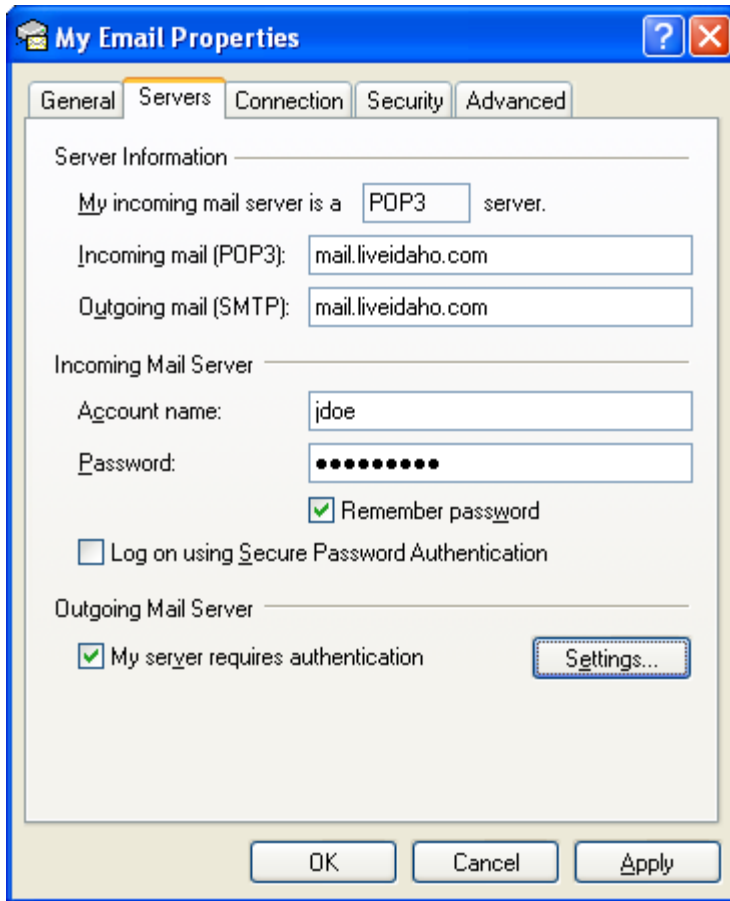 My Email Properties
General Servers Connection Security Advanced
Server Information
My incoming mail server is a POP3 server.
Incoming mail (POP3): mail.liveidaho.com
Outgoing mail (SMTP): mail.liveidaho.com
Incoming Mail Server
Account name: jdoe
Password: ●●●●●●●●●
Remember password
Log on using Secure Password Authentication
Outgoing Mail Server
My server requires authentication Settings...
OK Cancel Apply